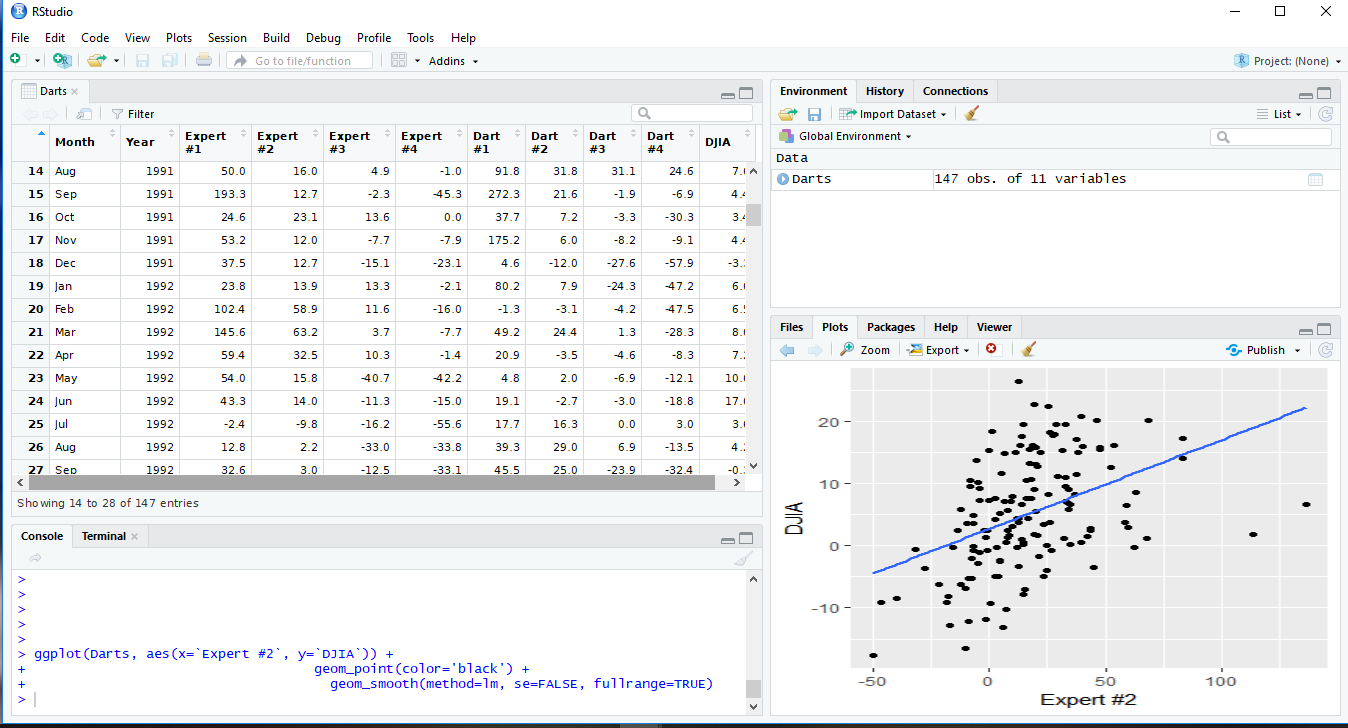 RStudio
File Edit Code View Plots Session Build Debug Profile Tools Help
Go to file/function Addins Project: (None)
Darts
Filter
Month Year Expert #1 Expert #2 Expert #3 Expert #4 Dart #1 Dart #2 Dart #3 Dart #4 DJIA
14 Aug 1991 50.0 16.0 4.9 -1.0 91.8 31.8 31.1 24.6 7.
15 Sep 1991 193.3 12.7 -2.3 -45.3 272.3 21.6 -1.9 -6.9 4.
16 Oct 1991 24.6 23.1 13.6 0.0 37.7 7.2 -3.3 -30.3 3.
17 Nov 1991 53.2 12.0 -7.7 -7.9 175.2 6.0 -8.2 -9.1 4.
18 Dec 1991 37.5 12.7 -15.1 -23.1 4.6 -12.0 -27.6 -57.9 -3.
19 Jan 1992 23.8 13.9 13.3 -2.1 80.2 7.9 -24.3 -47.2 6.
20 Feb 1992 102.4 58.9 11.6 -16.0 -1.3 -3.1 -4.2 -47.5 6.
21 Mar 1992 145.6 63.2 3.7 -7.7 49.2 24.4 1.3 -28.3 8.
22 Apr 1992 59.4 32.5 10.3 -1.4 20.9 -3.5 -4.6 -8.3 7.
23 May 1992 54.0 15.8 -40.7 -42.2 4.8 2.0 -6.9 -12.1 10.
24 Jun 1992 43.3 14.0 -11.3 -15.0 19.1 -2.7 -3.0 -18.8 17.
25 Jul 1992 -2.4 -9.8 -16.2 -55.6 17.7 16.3 0.0 3.0 3.
26 Aug 1992 12.8 2.2 -33.0 -33.8 39.3 29.0 6.9 -13.5 4.
27 Sep 1992 32.6 3.0 -12.5 -33.1 45.5 25.0 -23.9 -32.4 -0.
Showing 14 to 28 of 147 entries
Console Terminal
>
>
>
>
>
> ggplot(Darts, aes(x=`Expert #2`, y=`DJIA`)) +
+ geom_point(color='black') +
+ geom_smooth(method=lm, se=FALSE, fullrange=TRUE)
>
Environment History Connections
Import Dataset List
Global Environment
Data
Darts 147 obs. of 11 variables
Files Plots Packages Help Viewer
Zoom Export Publish
20
10
0
-10
DJIA
-50 0 50 100
Expert #2